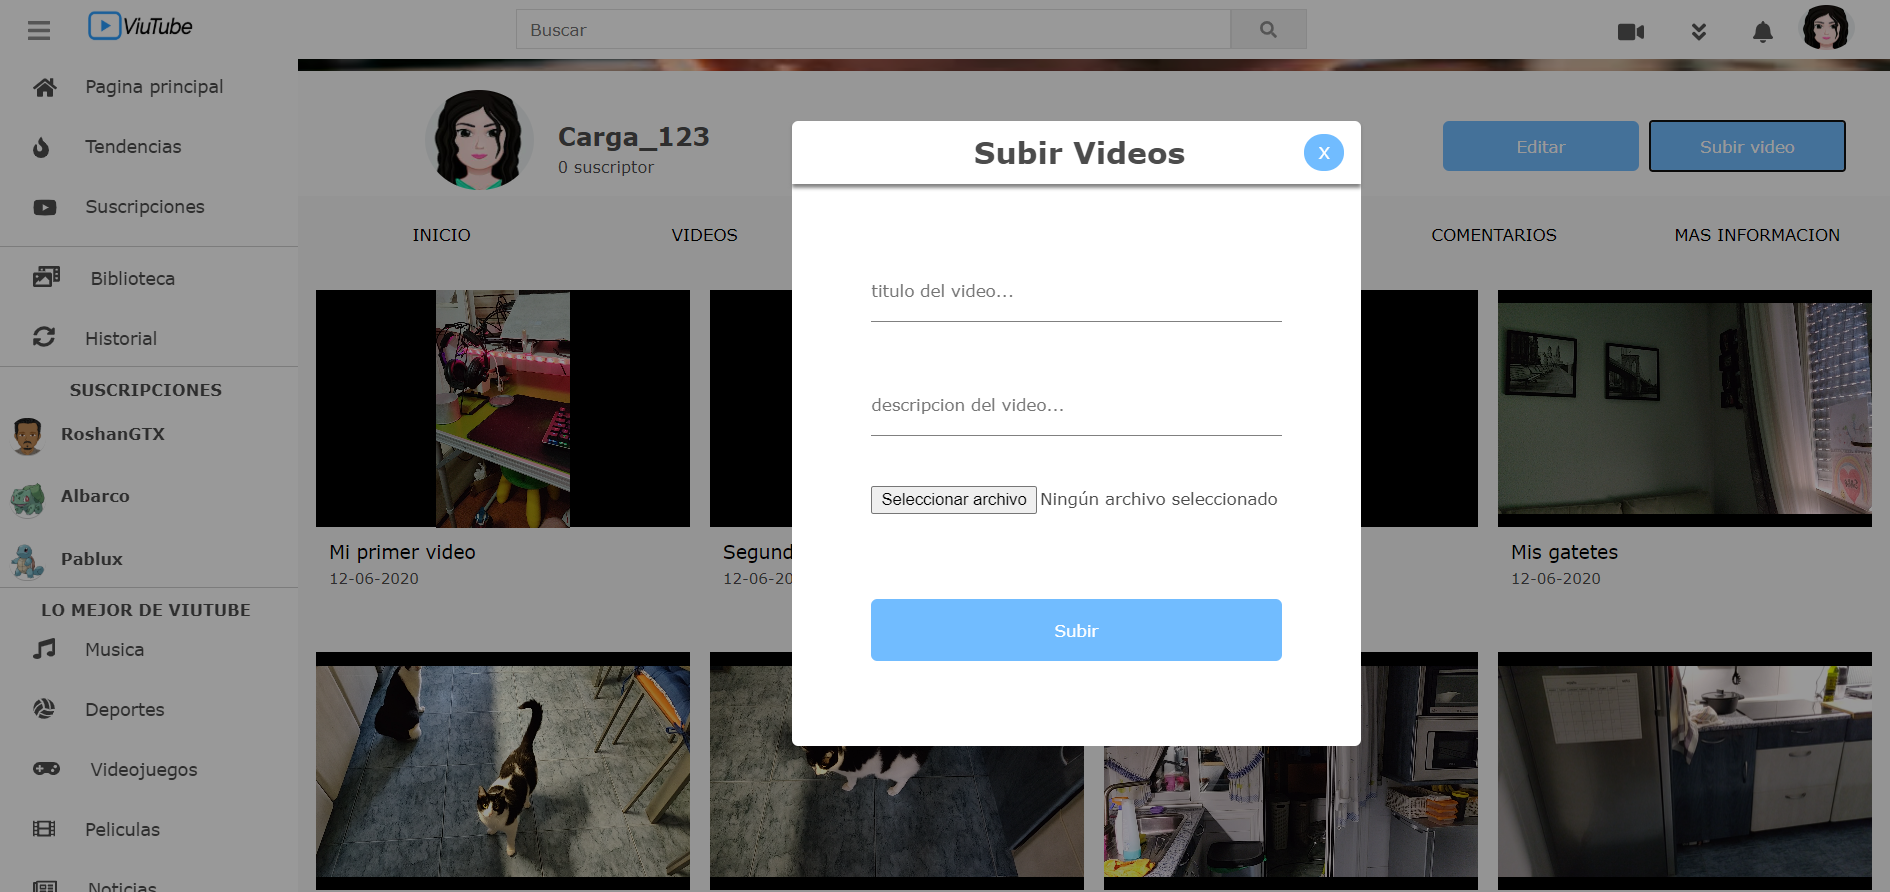 ViuTube
Buscar
Pagina principal
Tendencias
Suscripciones
Biblioteca
Historial
SUSCRIPCIONES
RoshanGTX
Albarco
Pablux
LO MEJOR DE VIUTUBE
Musica
Deportes
Videojuegos
Peliculas
Noticias
Carga_123
0 suscriptor
Editar
Subir video
INICIO
VIDEOS
COMENTARIOS
MAS INFORMACION
Subir Videos
X
titulo del video...
descripcion del video...
Seleccionar archivo Ningún archivo seleccionado
Subir
Mi primer video
12-06-2020
Segund
12-06-20
Mis gatetes
12-06-2020